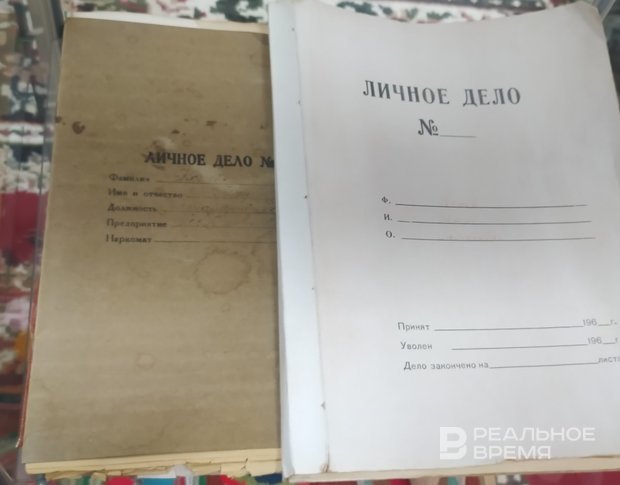 ЛИЧНОЕ ДЕЛО №
Фамилия
Имя и отчество
Должность
Предприятие
Наркомат
ЛИЧНОЕ ДЕЛО
№
Ф.
И.
О.
Принят 196 г.
Уволен 196 г
Дело закончено на листа
РЕАЛЬНОЕ
ВРЕМЯ